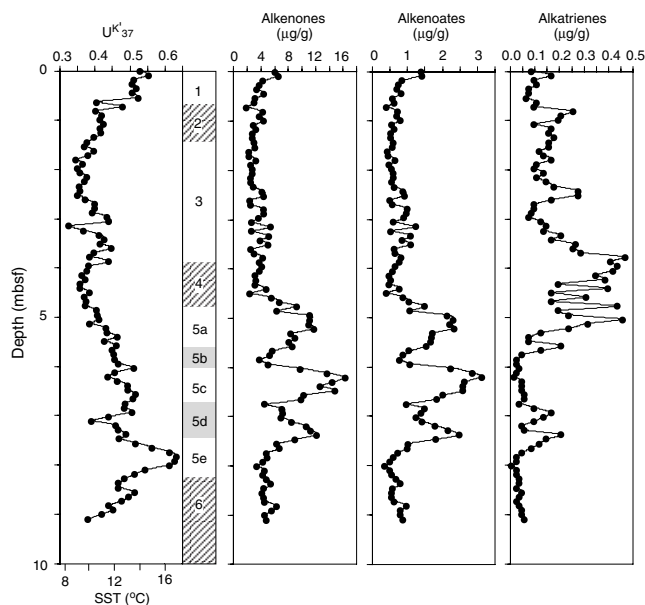 U^K'_37
Alkenones
(μg/g)
Alkenoates
(μg/g)
Alkatrienes
(μg/g)
0.3 0.4 0.5 0.6
0 4 8 12 16
0 1 2 3
0.0 0.1 0.2 0.3 0.4 0.5
0
5
10
Depth (mbsf)
1
2
3
4
5a
5b
5c
5d
5e
6
8 12 16
SST (°C)